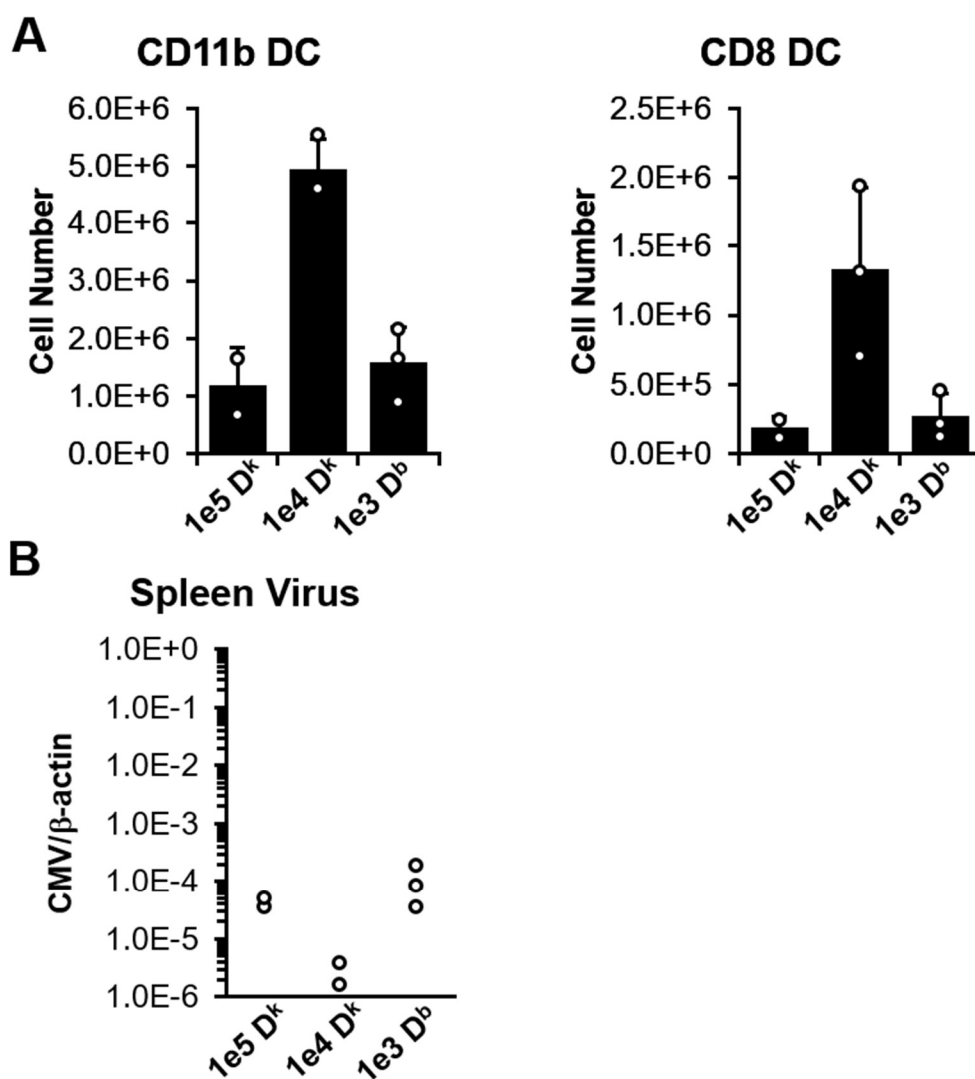 A
CD11b DC
CD8 DC
Cell Number
6.0E+6
5.0E+6
4.0E+6
3.0E+6
2.0E+6
1.0E+6
0.0E+0
1e5 Dᵏ
1e4 Dᵏ
1e3 Dᵇ
Cell Number
2.5E+6
2.0E+6
1.5E+6
1.0E+6
5.0E+5
0.0E+0
1e5 Dᵏ
1e4 Dᵏ
1e3 Dᵇ
B
Spleen Virus
CMV/β-actin
1.0E+0
1.0E-1
1.0E-2
1.0E-3
1.0E-4
1.0E-5
1.0E-6
1e5 Dᵏ
1e4 Dᵏ
1e3 Dᵇ